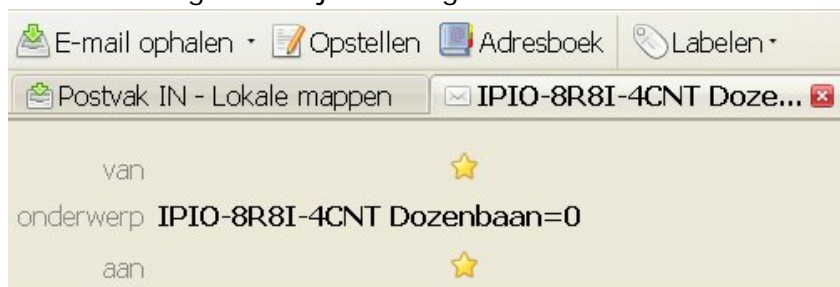 E-mail ophalen Opstellen Adresboek Labelen
Postvak IN - Lokale mappen IPIO-8R8I-4CNT Doze...
van
onderwerp IPIO-8R8I-4CNT Dozenbaan=0
aan